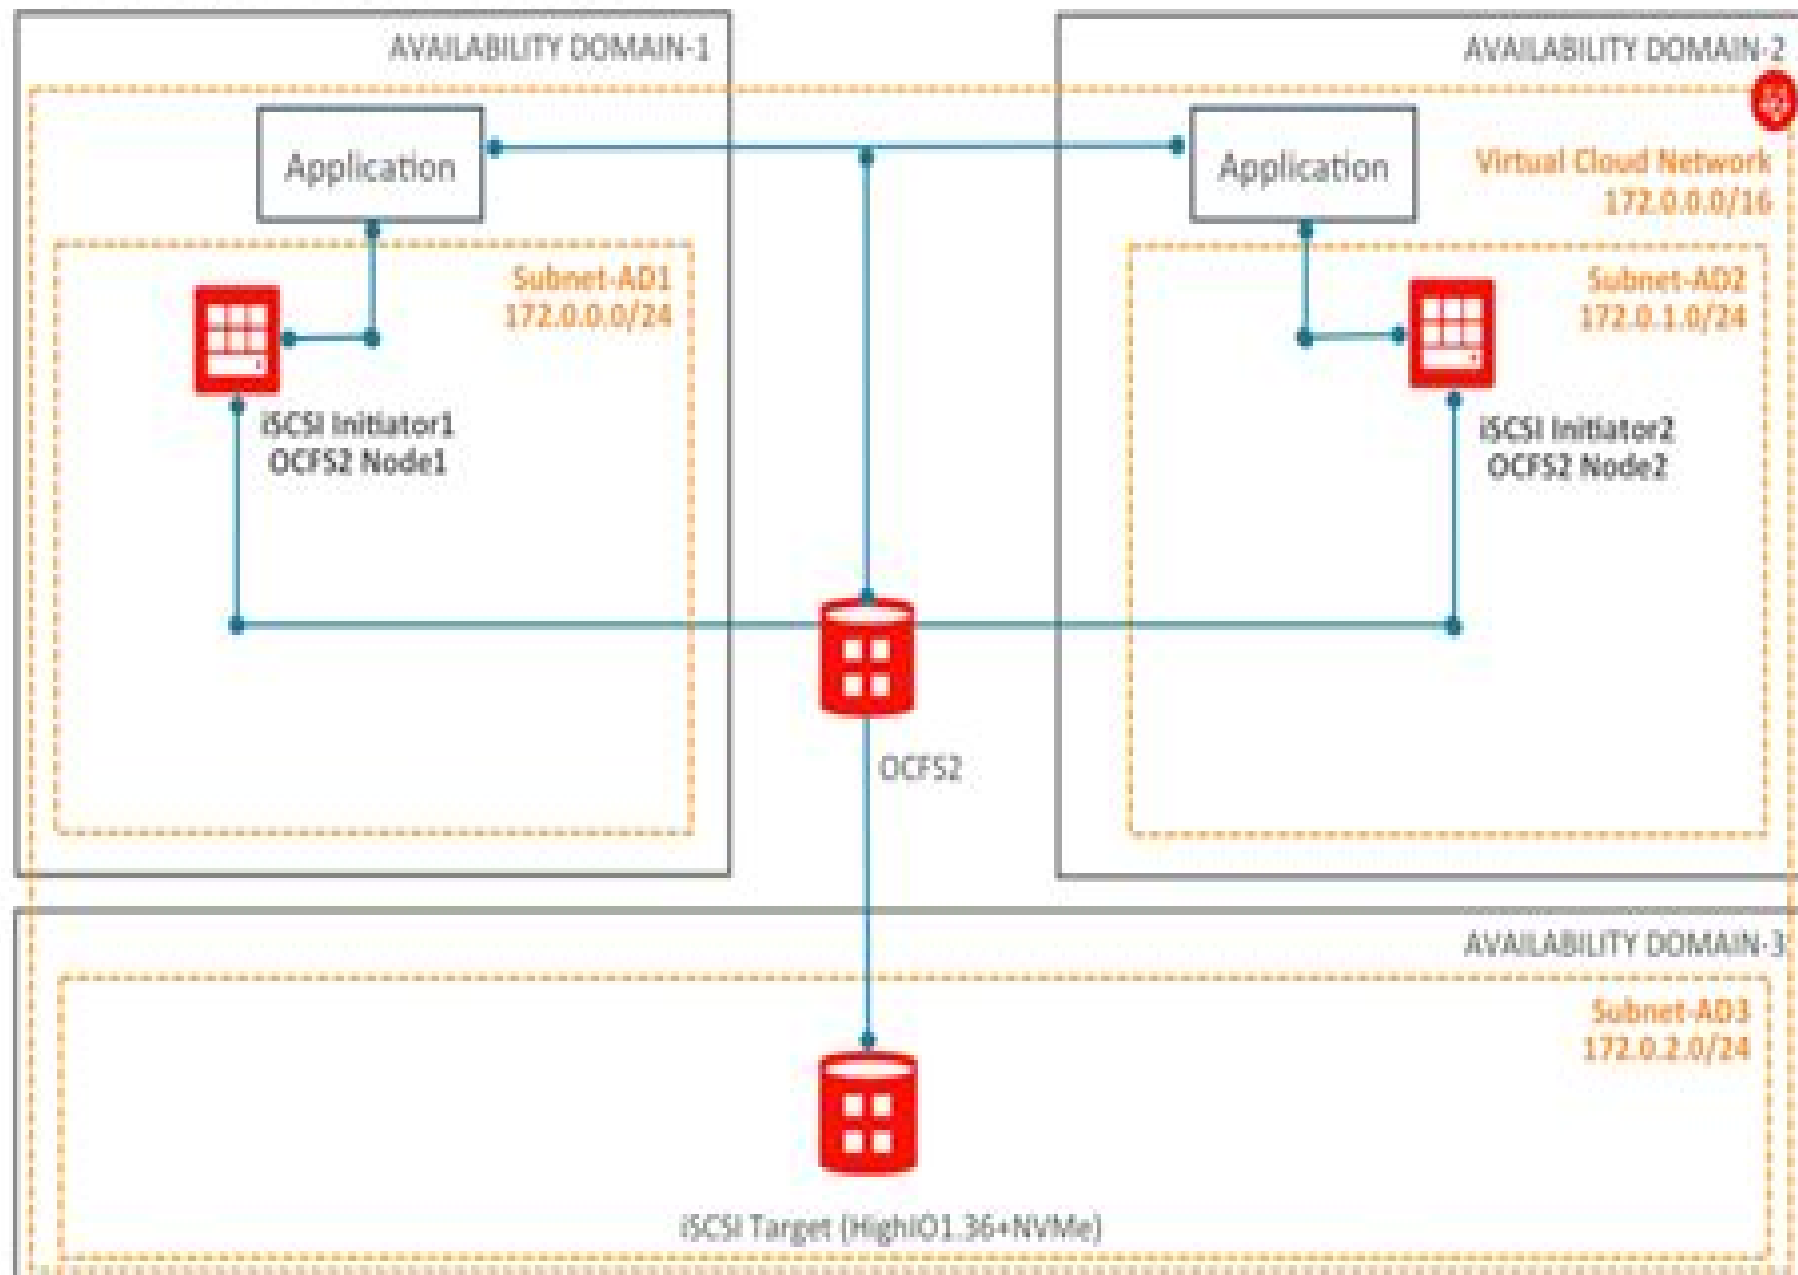 AVAILABILITY DOMAIN-1
AVAILABILITY DOMAIN-2
Application
Application
Virtual Cloud Network
172.0.0.0/16
Subnet-AD1
172.0.0.0/24
Subnet-AD2
172.0.1.0/24
iSCSI Initiator1
OCFS2 Node1
iSCSI Initiator2
OCFS2 Node2
OCFS2
AVAILABILITY DOMAIN-3
Subnet-AD3
172.0.2.0/24
iSCSI Target (HighIO1.36+NVMe)